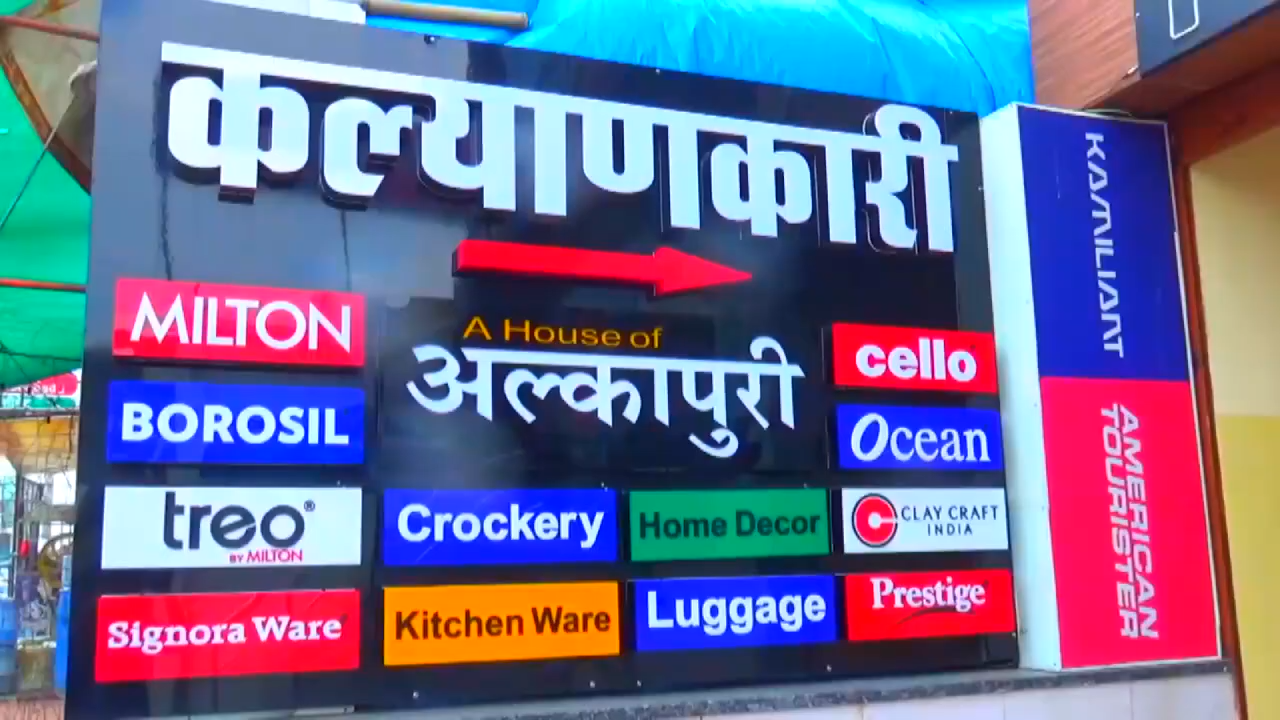 कल्याणकारी
A House of
अल्कापुरी
MILTON
BOROSIL
treo®
BY MILTON
Signora Ware
Crockery
Kitchen Ware
Home Decor
Luggage
cello
Ocean
CLAY CRAFT
INDIA
Prestige
KAMILIANT
AMERICAN
TOURISTER